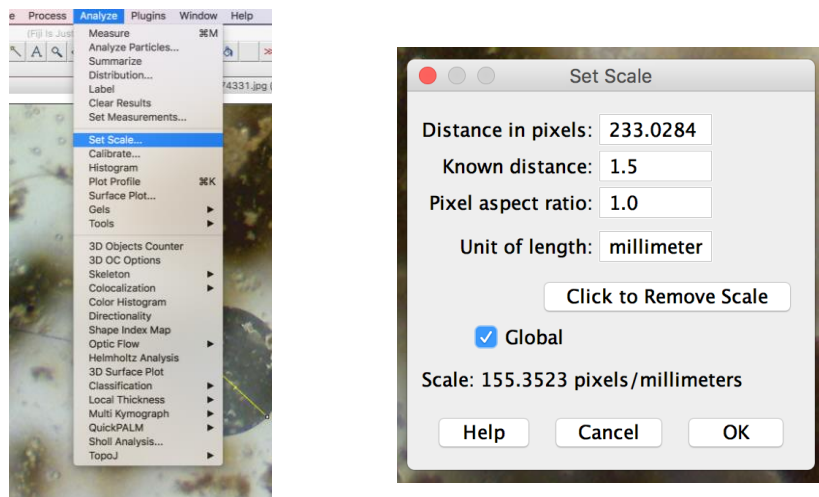 e Process Analyze Plugins Window Help
(Fiji Is Just
Measure ⌘M
Analyze Particles...
Summarize
Distribution...
Label
Clear Results
Set Measurements...
Set Scale...
Calibrate...
Histogram
Plot Profile ⌘K
Surface Plot...
Gels
Tools
3D Objects Counter
3D OC Options
Skeleton
Colocalization
Color Histogram
Directionality
Shape Index Map
Optic Flow
Helmholtz Analysis
3D Surface Plot
Classification
Local Thickness
Multi Kymograph
QuickPALM
Sholl Analysis...
TopoJ
A
74331.jpg (
Set Scale
Distance in pixels: 233.0284
Known distance: 1.5
Pixel aspect ratio: 1.0
Unit of length: millimeter
Click to Remove Scale
Global
Scale: 155.3523 pixels/millimeters
Help Cancel OK